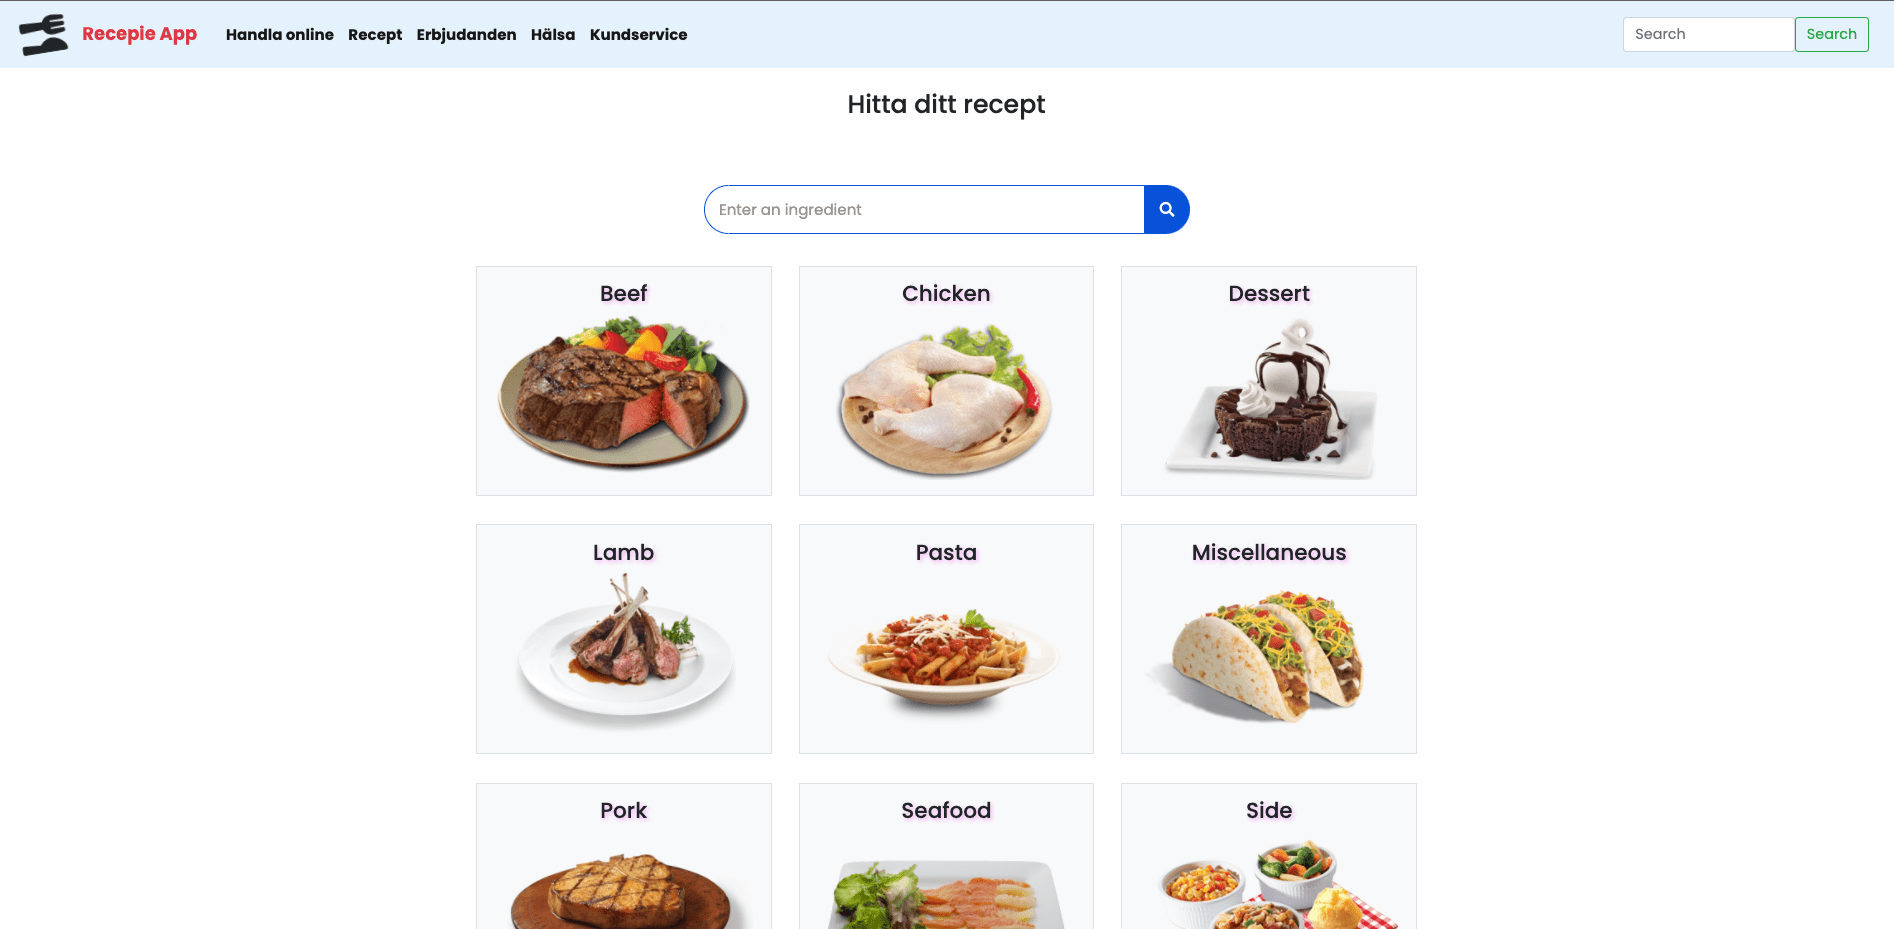 Recepie App Handla online Recept Erbjudanden Hälsa Kundservice Search Search
Hitta ditt recept
Enter an ingredient
Beef Chicken Dessert
Lamb Pasta Miscellaneous
Pork Seafood Side